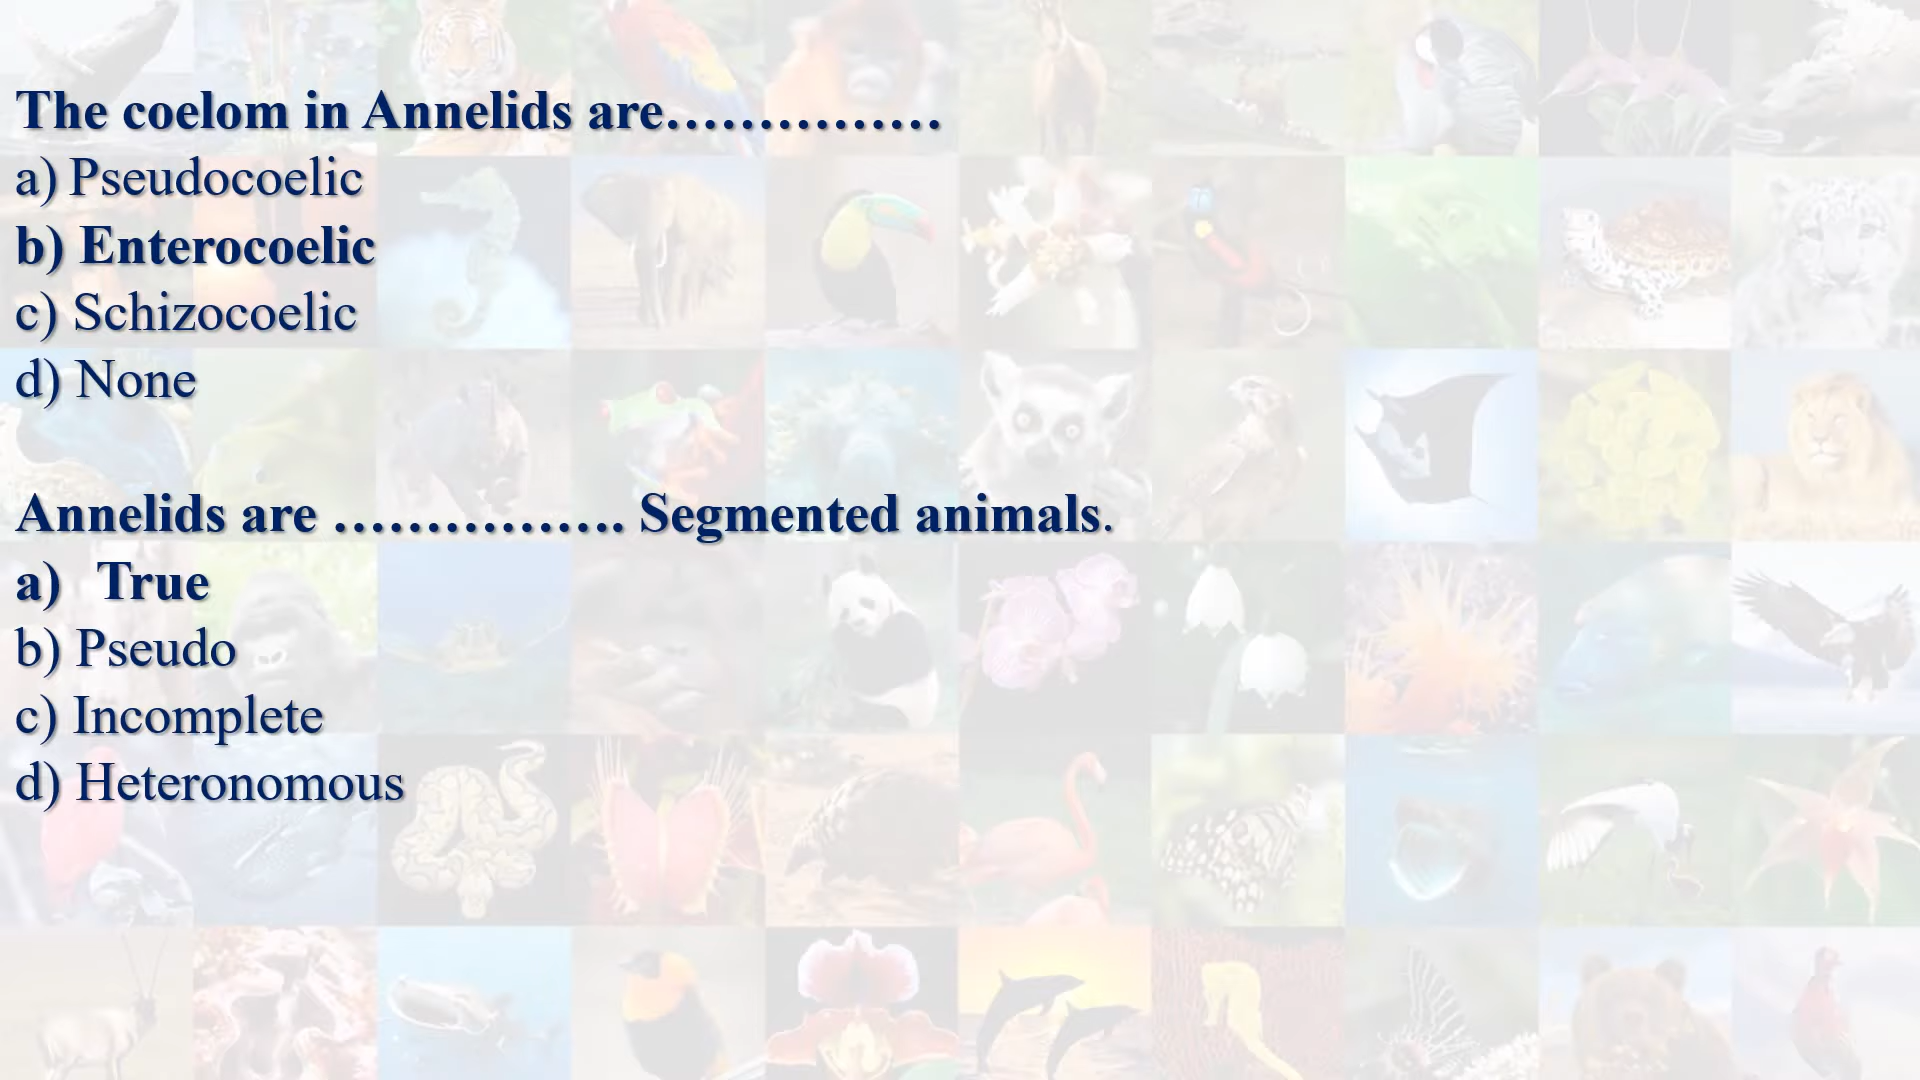 The coelom in Annelids are……………
a) Pseudocoelic
b) Enterocoelic
c) Schizocoelic
d) None
Annelids are ……………. Segmented animals.
a) True
b) Pseudo
c) Incomplete
d) Heteronomous